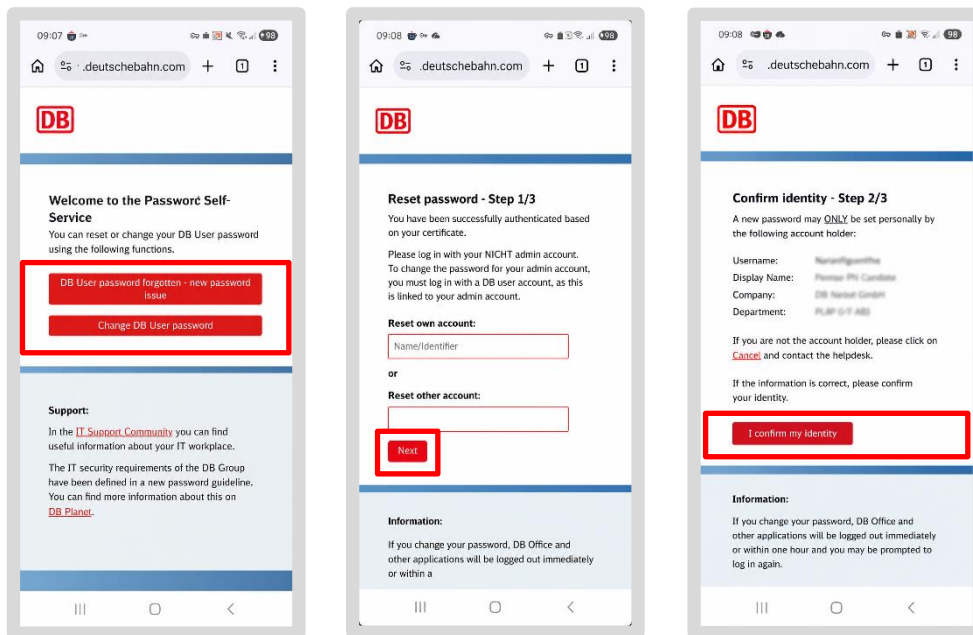 09:07
98
.deutschebahn.com
1
DB
Welcome to the Password Self-
Service
You can reset or change your DB User password
using the following functions.
DB User password forgotten - new password
issue
Change DB User password
Support:
In the IT Support Community you can find
useful information about your IT workplace.
The IT security requirements of the DB Group
have been defined in a new password guideline.
You can find more information about this on
DB Planet.
09:08
98
.deutschebahn.com
1
DB
Reset password - Step 1/3
You have been successfully authenticated based
on your certificate.
Please log in with your NICHT admin account.
To change the password for your admin account,
you must log in with a DB user account, as this
is linked to your admin account.
Reset own account:
Name/Identifier
or
Reset other account:
Next
Information:
If you change your password, DB Office and
other applications will be logged out immediately
or within a
09:08
98
.deutschebahn.com
1
DB
Confirm identity - Step 2/3
A new password may ONLY be set personally by
the following account holder:
Username:
Display Name:
Company:
Department:
If you are not the account holder, please click on
Cancel and contact the helpdesk.
If the information is correct, please confirm
your identity.
I confirm my identity
Information:
If you change your password, DB Office and
other applications will be logged out immediately
or within one hour and you may be prompted to
log in again.